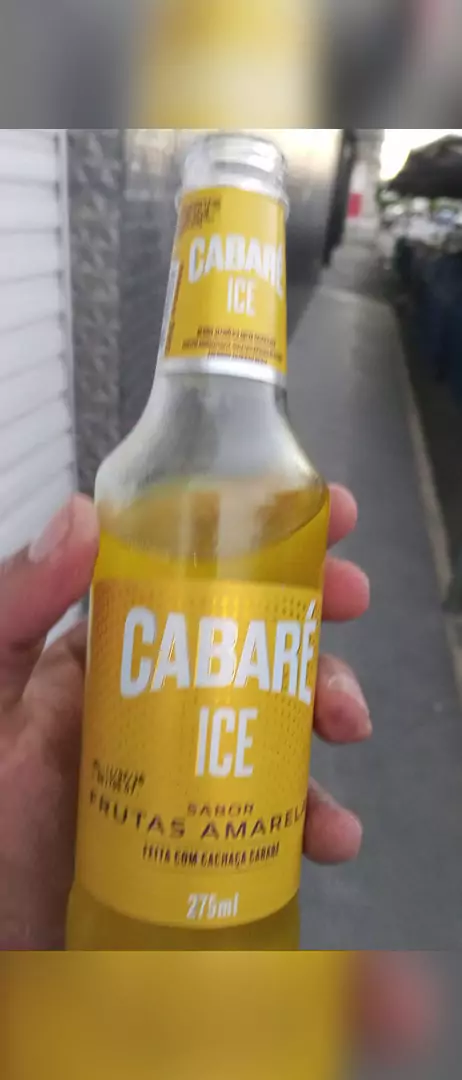 CABARÉ
ICE
CABARÉ
ICE
SABOR
FRUTAS AMAREL
FEITA COM CACHAÇA CABARÉ
275ml